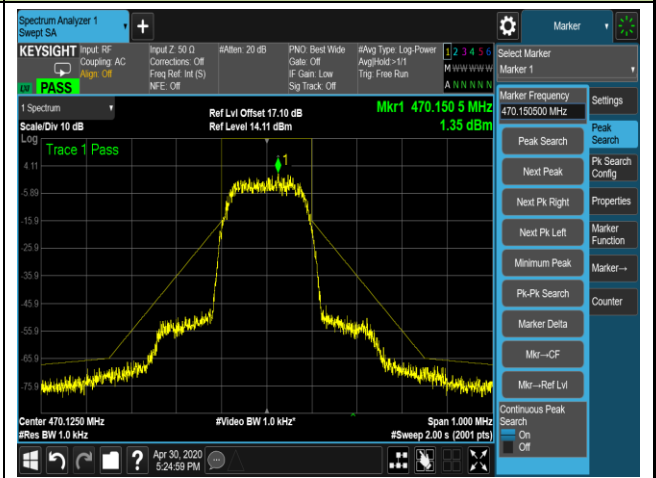 Spectrum Analyzer 1
Swept SA
Marker
KEYSIGHT
Input: RF
Coupling: AC
Align: Off
PASS
Input Z: 50 Ω
Corrections: Off
Freq Ref: Int (S)
NFE: Off
#Atten: 20 dB
PNO: Best Wide
Gate: Off
IF Gain: Low
Sig Track: Off
#Avg Type: Log-Power
Avg|Hold:>1/1
Trig: Free Run
1 2 3 4 5 6
M W W W W W
A N N N N N
Select Marker
Marker 1
1 Spectrum
Scale/Div 10 dB
Ref Lvl Offset 17.10 dB
Ref Level 14.11 dBm
Mkr1 470.150 5 MHz
1.35 dBm
Log
Trace 1 Pass
1
4.11
-5.89
-15.9
-25.9
-35.9
-45.9
-55.9
-65.9
-75.9
Center 470.1250 MHz
#Res BW 1.0 kHz
#Video BW 1.0 kHz*
Span 1.000 MHz
#Sweep 2.00 s (2001 pts)
Marker Frequency
470.150500 MHz
Peak Search
Next Peak
Next Pk Right
Next Pk Left
Minimum Peak
Pk-Pk Search
Marker Delta
Mkr→CF
Mkr→Ref Lvl
Continuous Peak
Search
On
Off
Settings
Peak
Search
Pk Search
Config
Properties
Marker
Function
Marker→
Counter
Apr 30, 2020
5:24:59 PM